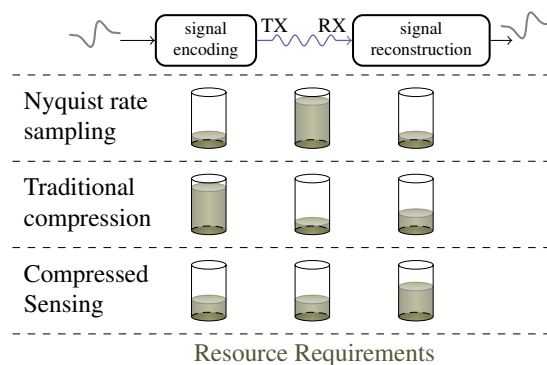 signal
encoding
TX
RX
signal
reconstruction
Nyquist rate
sampling
Traditional
compression
Compressed
Sensing
Resource Requirements